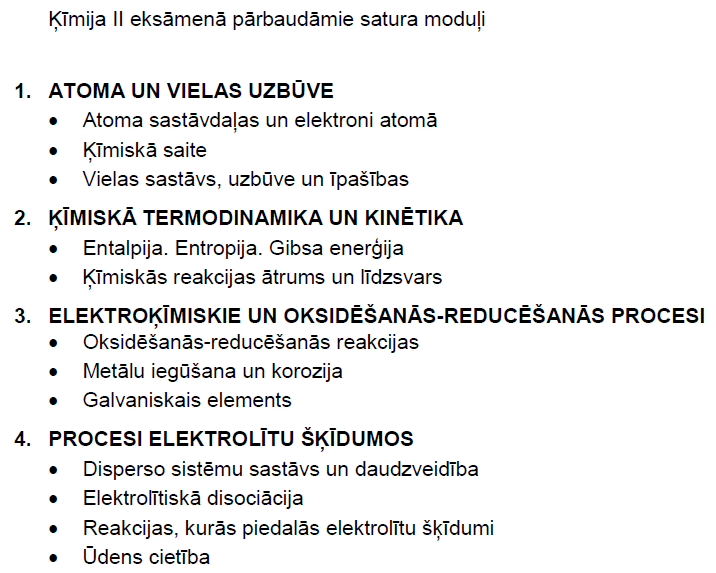 Ķīmija II eksāmenā pārbaudāmie satura moduļi
1. ATOMA UN VIELAS UZBŪVE
• Atoma sastāvdaļas un elektroni atomā
• Ķīmiskā saite
• Vielas sastāvs, uzbūve un īpašības
2. ĶĪMISKĀ TERMODINAMIKA UN KINĒTIKA
• Entalpija. Entropija. Gibsa enerģija
• Ķīmiskās reakcijas ātrums un līdzsvars
3. ELEKTROĶĪMISKIE UN OKSIDĒŠANĀS-REDUCĒŠANĀS PROCESI
• Oksidēšanās-reducēšanās reakcijas
• Metālu iegūšana un korozija
• Galvaniskais elements
4. PROCESI ELEKTROLĪTU ŠĶĪDUMOS
• Disperso sistēmu sastāvs un daudzveidība
• Elektrolītiskā disociācija
• Reakcijas, kurās piedalās elektrolītu šķīdumi
• Ūdens cietība